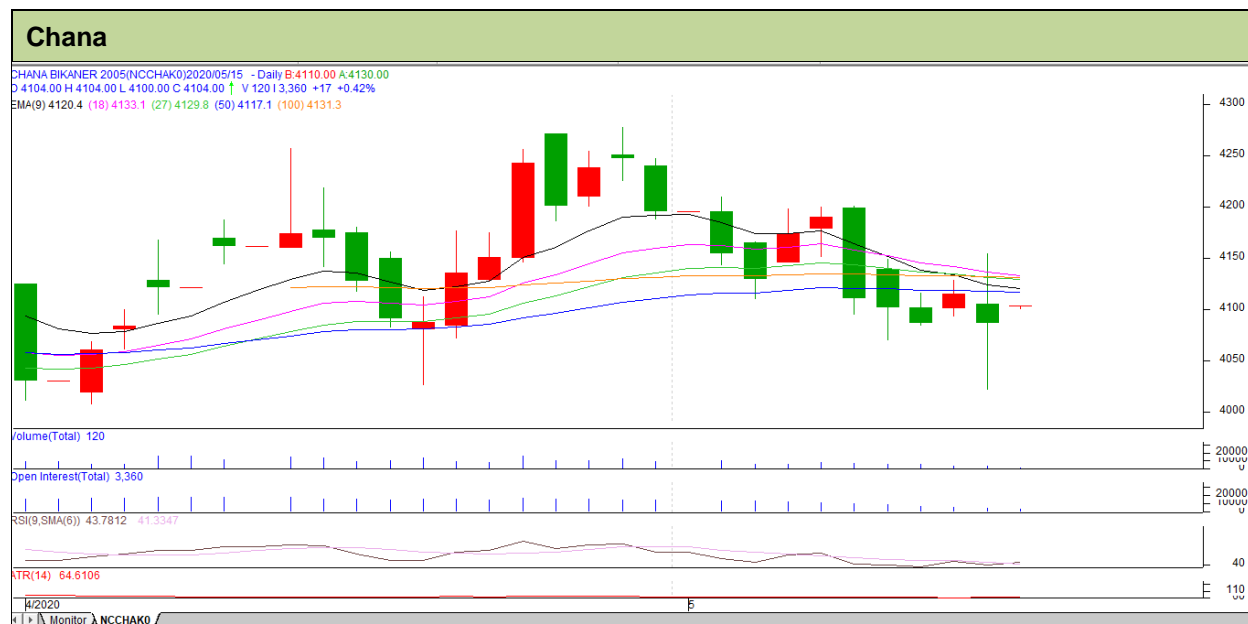 Chana
CHANA BIKANER 2005(NCCHAK0)2020/05/15 - Daily B:4110.00 A:4130.00
O 4104.00 H 4104.00 L 4100.00 C 4104.00 V 120 I 3,360 +17 +0.42%
EMA(9) 4120.4 (18) 4133.1 (27) 4129.8 (50) 4117.1 (100) 4131.3
4300
4250
4200
4150
4100
4050
4000
Volume(Total) 120
20000
10000
0
Open Interest(Total) 3,360
20000
10000
0
RSI(9,SMA(6)) 43.7812 41.3347
40
ATR(14) 64.6106
110
4/2020 5
Monitor NCCHAK0